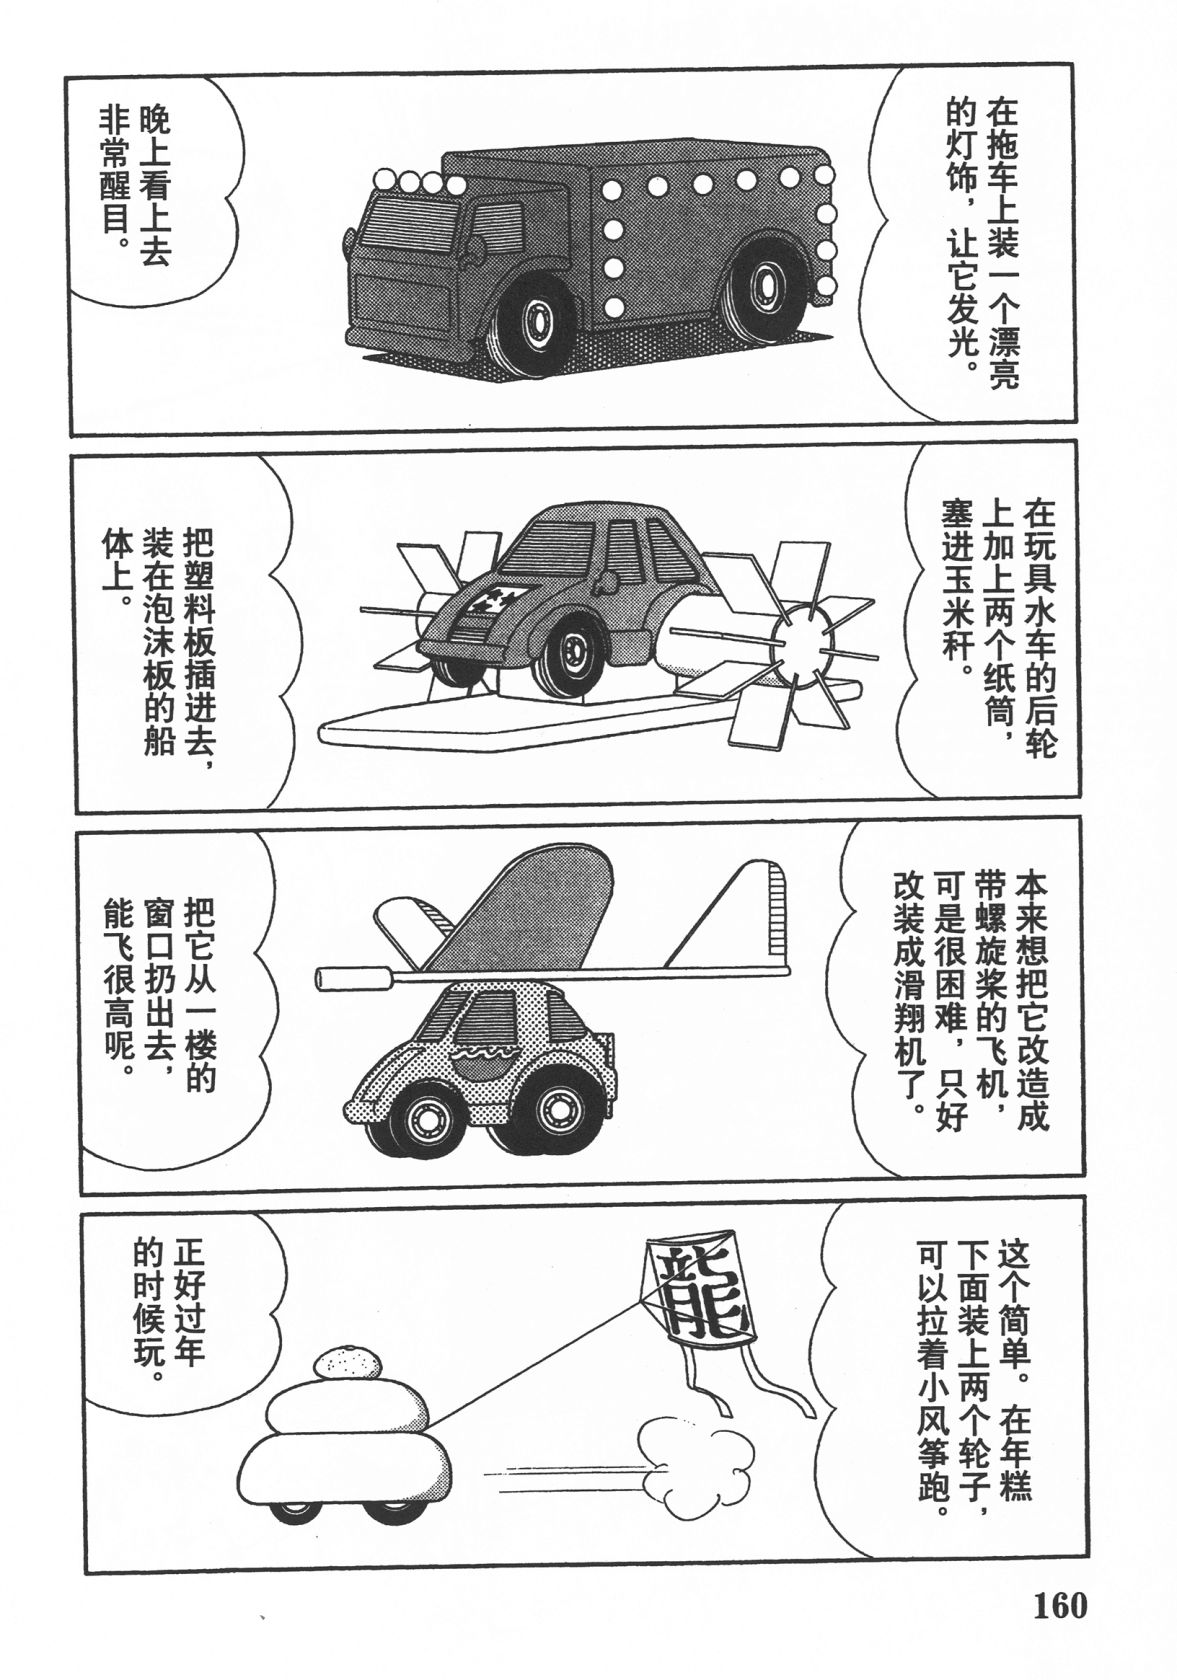 在拖车上装一个漂亮
的灯饰，让它发光。
晚上看上去
非常醒目。
在玩具水车的后轮
上加上两个纸筒，
塞进玉米秆。
把塑料板插进去，
装在泡沫板的船
体上。
本来想把它改造成
带螺旋桨的飞机，
可是很困难，只好
改装成滑翔机了。
把它从一楼的
窗口扔出去，
能飞很高呢。
这个简单。在年糕
下面装上两个轮子，
可以拉着小风筝跑。
龍
正好过年
的时候玩。
160